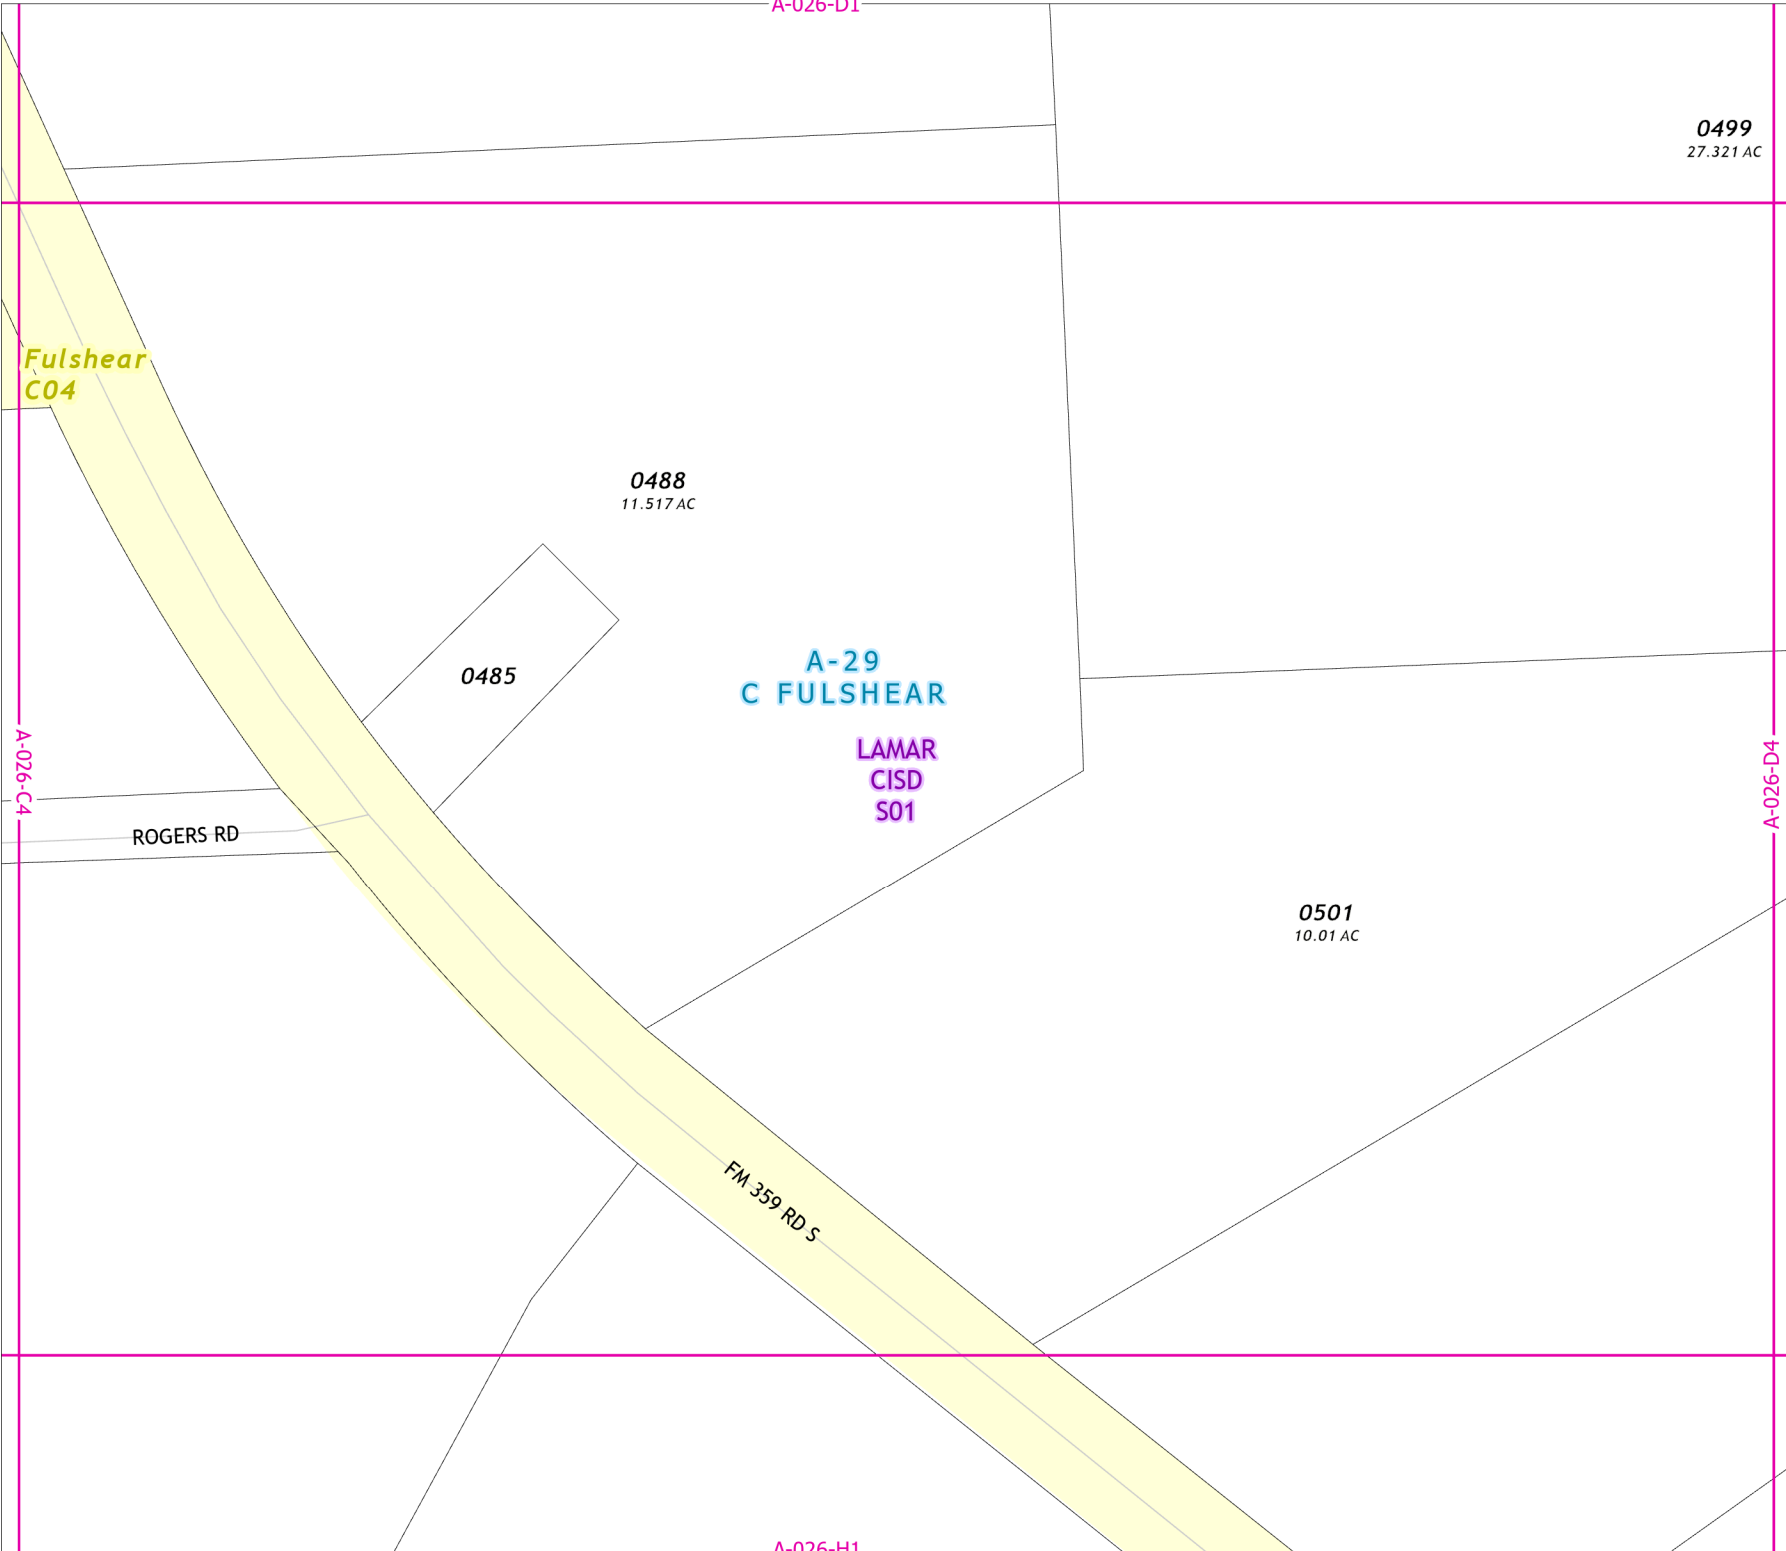 A-026-D1
0499
27.321 AC
Fulshear
C04
0488
11.517 AC
0485
A-29
C FULSHEAR
LAMAR
CISD
S01
A-026-C4
A-026-D4
ROGERS RD
0501
10.01 AC
FM 359 RD S
A-026-H1